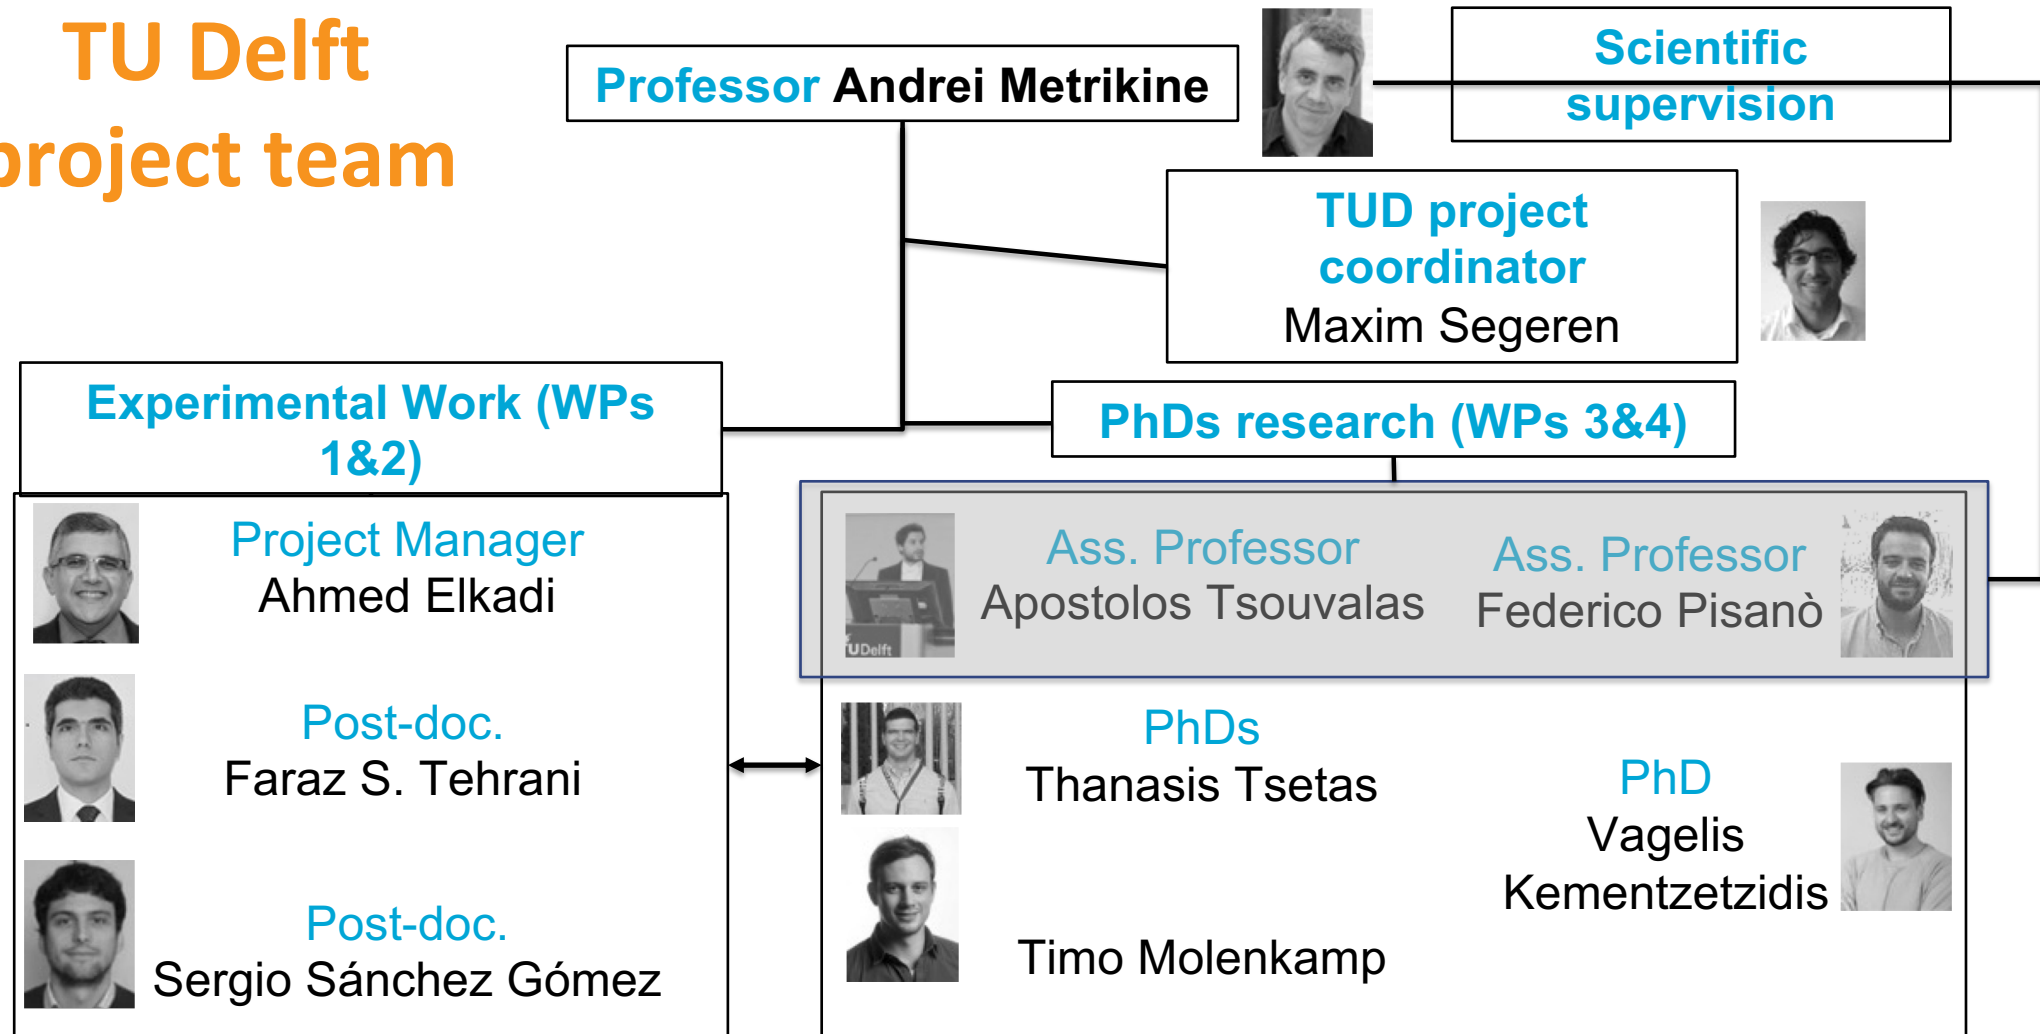 TU Delft
project team
Professor Andrei Metrikine
Scientific
supervision
TUD project
coordinator
Maxim Segeren
Experimental Work (WPs
1&2)
PhDs research (WPs 3&4)
Project Manager
Ahmed Elkadi
Post-doc.
Faraz S. Tehrani
Post-doc.
Sergio Sánchez Gómez
Ass. Professor
Apostolos Tsouvalas
Ass. Professor
Federico Pisanò
UDelft
PhDs
Thanasis Tsetas
Timo Molenkamp
PhD
Vagelis
Kementzetzidis